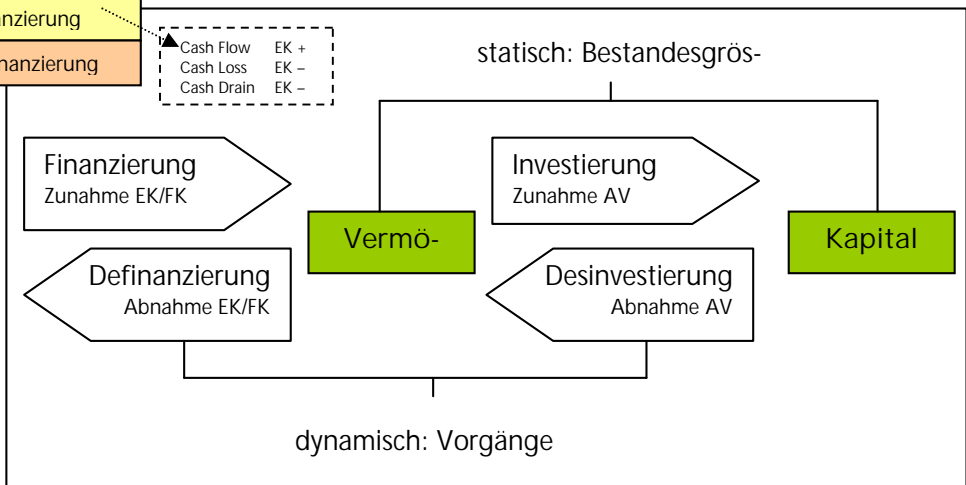 nzierung
nanzierung
Cash Flow EK +
Cash Loss EK –
Cash Drain EK –
statisch: Bestandesgrös-
Finanzierung
Zunahme EK/FK
Investierung
Zunahme AV
Vermö-
Kapital
Definanzierung
Abnahme EK/FK
Desinvestierung
Abnahme AV
dynamisch: Vorgänge